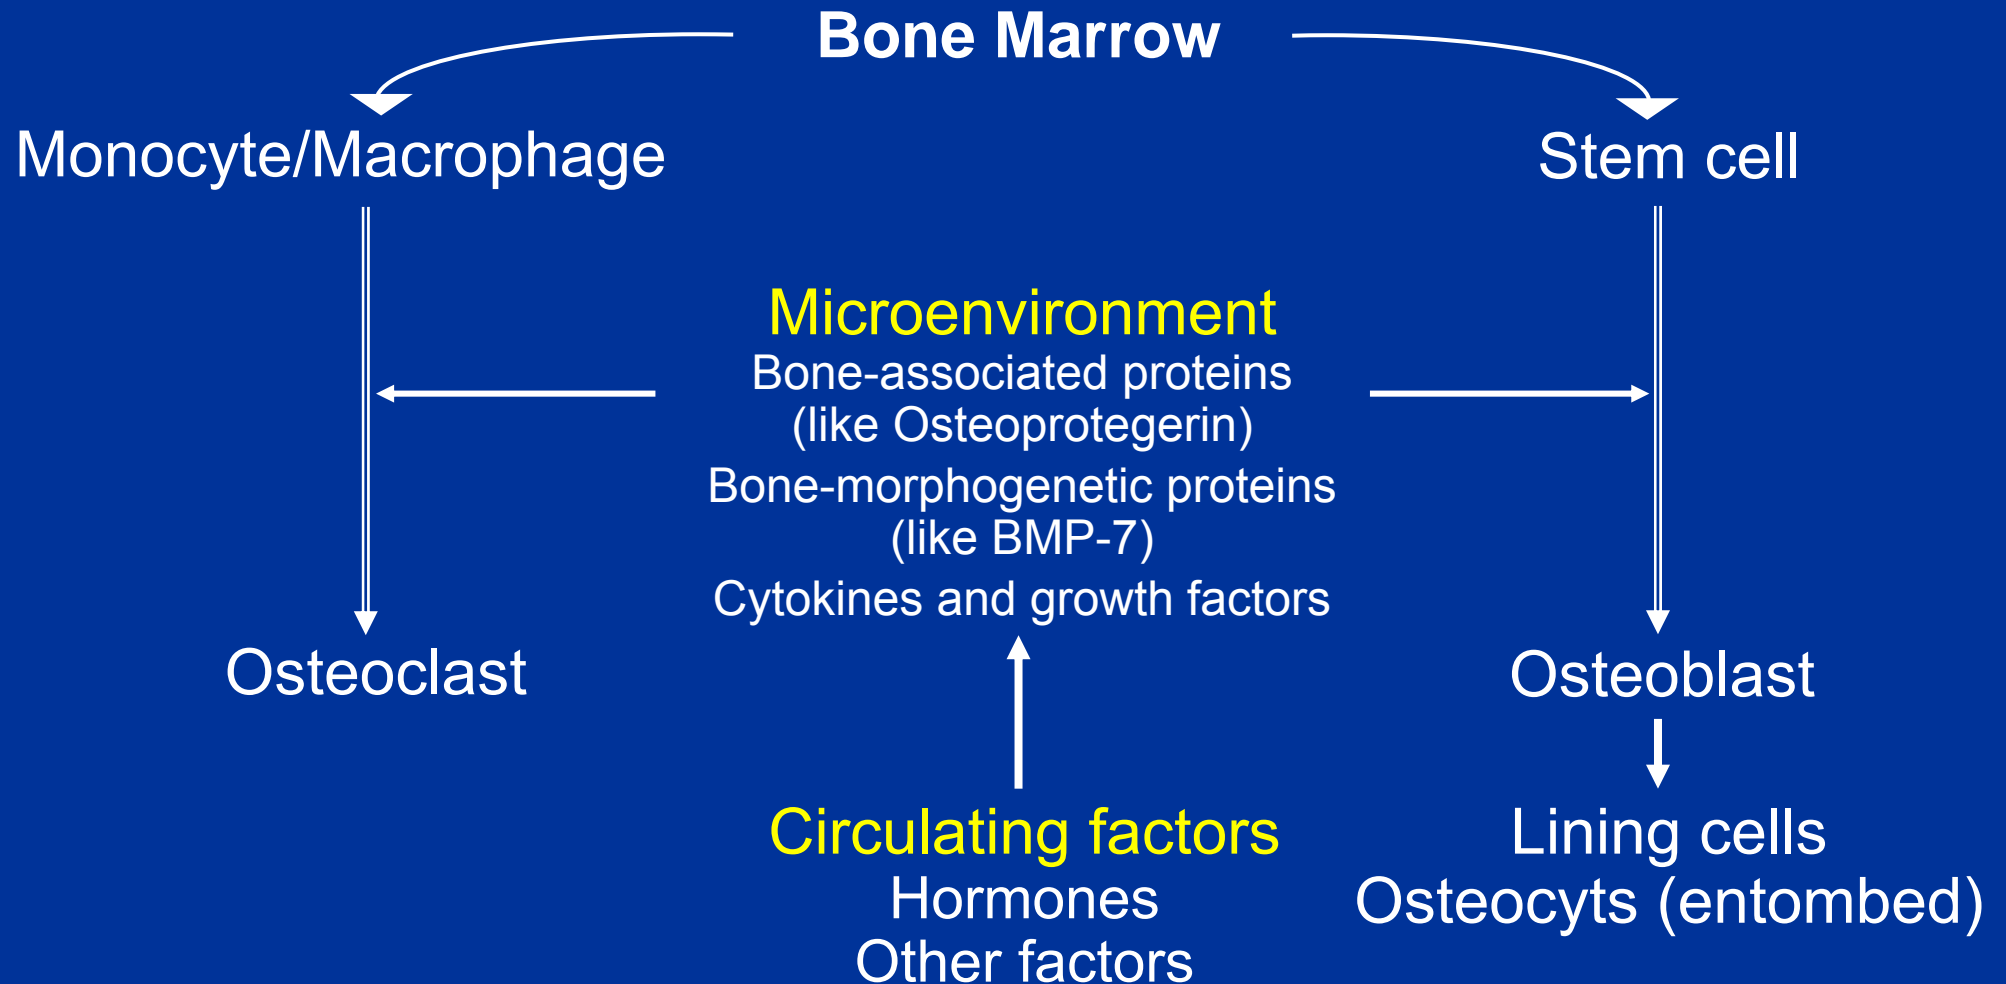 Bone Marrow
Monocyte/Macrophage
Stem cell
Microenvironment
Bone-associated proteins
(like Osteoprotegerin)
Bone-morphogenetic proteins
(like BMP-7)
Cytokines and growth factors
Osteoclast
Osteoblast
Circulating factors
Hormones
Other factors
Lining cells
Osteocyts (entombed)